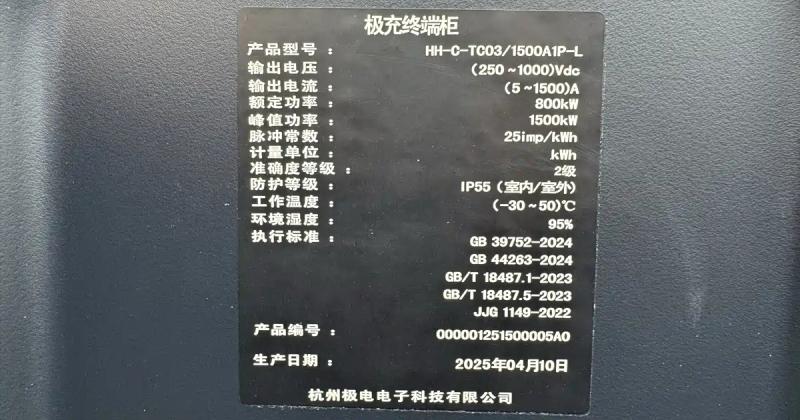 极充终端柜
产品型号： HH-C-TC03/1500A1P-L
输出电压： (250~1000)Vdc
输出电流： (5~1500)A
额定功率： 800kW
峰值功率： 1500kW
脉冲常数： 25imp/kWh
计量单位： kWh
准确度等级： 2级
防护等级： IP55（室内/室外）
工作温度： (-30~50)℃
环境湿度： 95%
执行标准： GB 39752-2024
GB 44263-2024
GB/T 18487.1-2023
GB/T 18487.5-2023
JJG 1149-2022
产品编号： 000001251500005A0
生产日期： 2025年04月10日
杭州极电电子科技有限公司